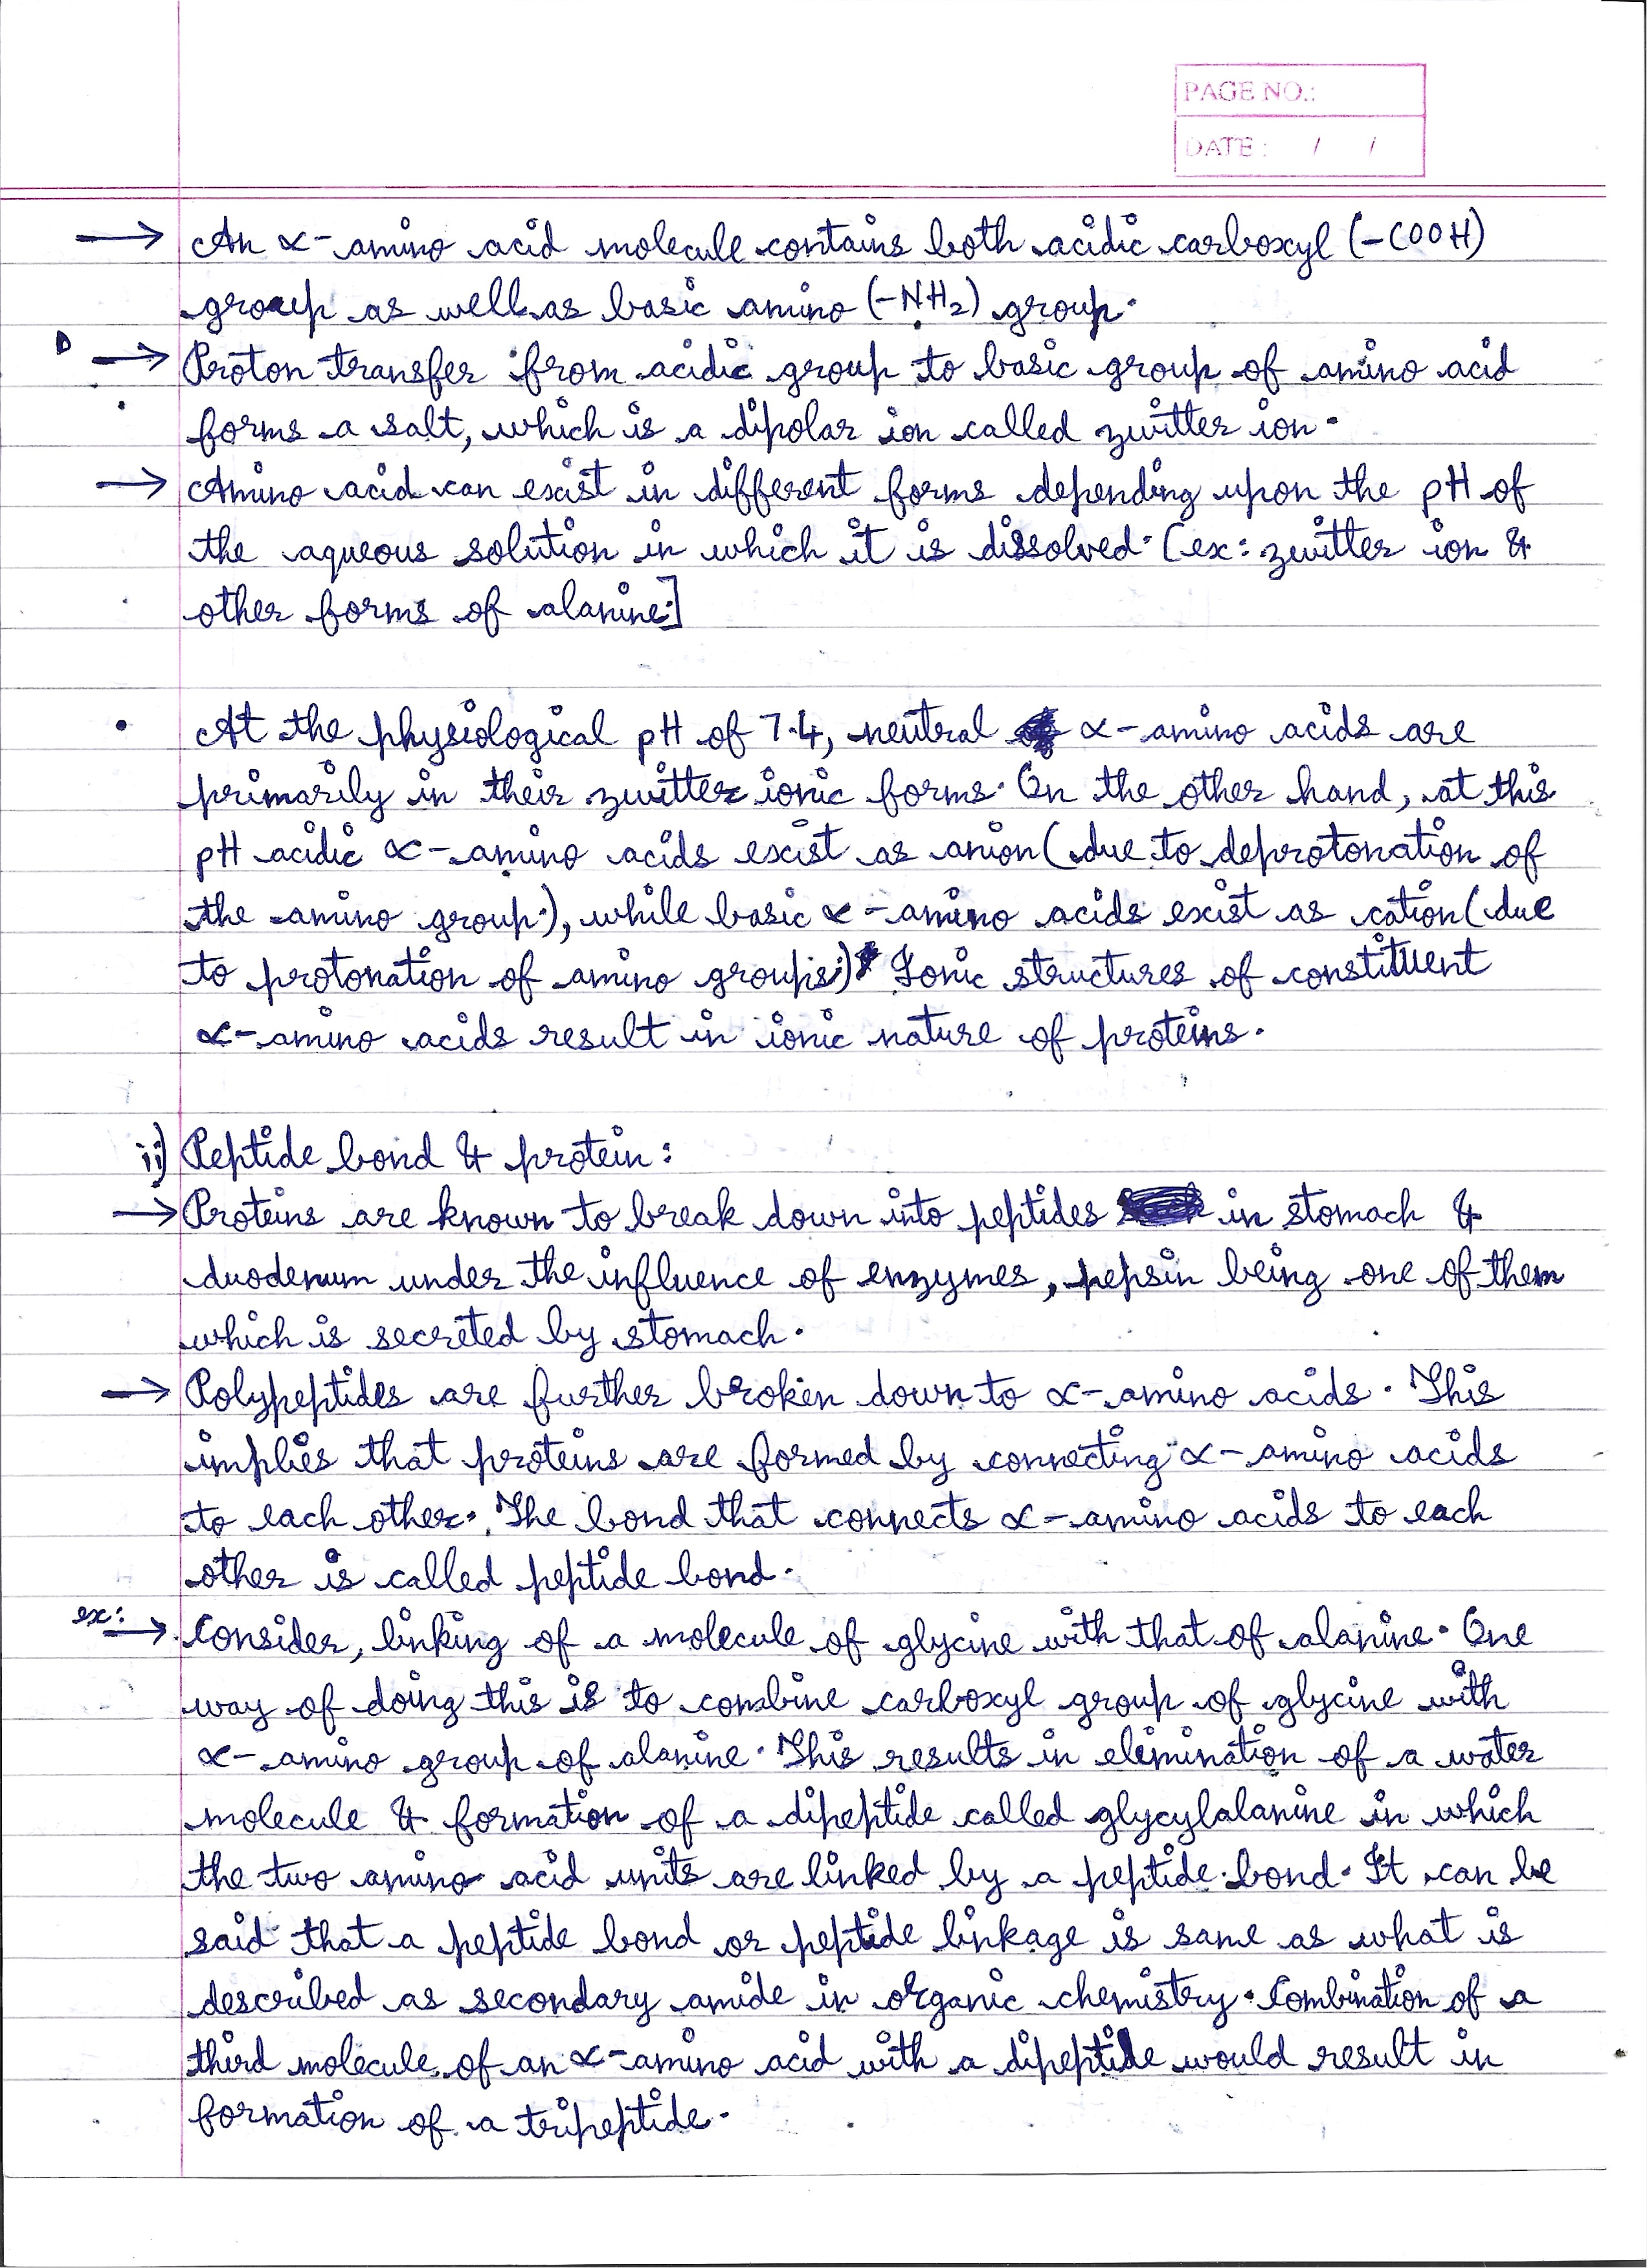 PAGE NO.:
DATE: / /
→ An α-amino acid molecule contains both acidic carboxyl (-COOH)
group as well as basic amino (-NH₂) group.
→ Proton transfer from acidic group to basic group of amino acid
forms a salt, which is a dipolar ion called zwitter ion.
→ Amino acid can exist in different forms depending upon the pH of
the aqueous solution in which it is dissolved. [ex: zwitter ion &
other forms of alanine.]
• At the physiological pH of 7.4, neutral α-amino acids are
primarily in their zwitter ionic forms. On the other hand, at this
pH acidic α-amino acids exist as anion (due to deprotonation of
the amino group.), while basic α-amino acids exist as cation (due
to protonation of amino groups.) Ionic structures of constituent
α-amino acids result in ionic nature of proteins.
ii) Peptide bond & protein:
→ Proteins are known to break down into peptides in stomach &
duodenum under the influence of enzymes, pepsin being one of them
which is secreted by stomach.
→ Polypeptides are further broken down to α-amino acids. This
implies that proteins are formed by connecting α-amino acids
to each other. The bond that connects α-amino acids to each
other is called peptide bond.
ex: → Consider, linking of a molecule of glycine with that of alanine. One
way of doing this is to combine carboxyl group of glycine with
α-amino group of alanine. This results in elimination of a water
molecule & formation of a dipeptide called glycylalanine in which
the two amino acid units are linked by a peptide bond. It can be
said that a peptide bond or peptide linkage is same as what is
described as secondary amide in organic chemistry. Combination of a
third molecule of an α-amino acid with a dipeptide would result in
formation of a tripeptide.